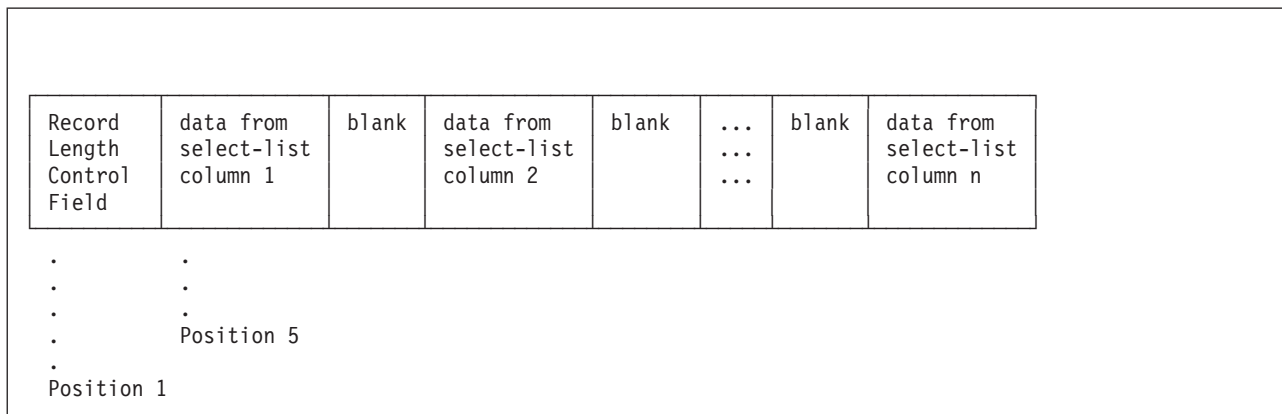 Record data from blank data from blank ... blank data from
Length select-list select-list ... select-list
Control column 1 column 2 ... column n
Field
. .
. .
. .
. Position 5
.
Position 1